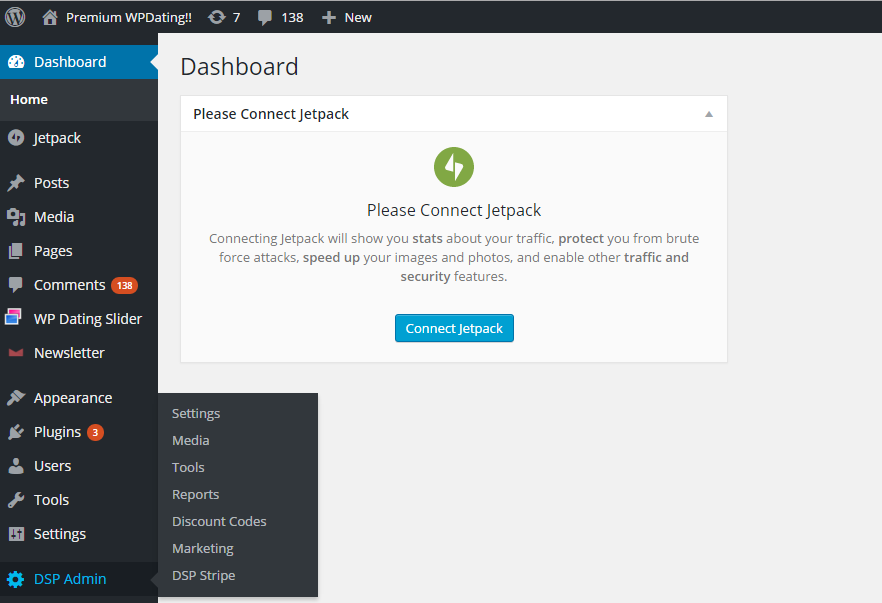 Premium WPDating!! 7 138 New
Dashboard
Home
Jetpack
Posts
Media
Pages
Comments 138
WP Dating Slider
Newsletter
Appearance
Plugins 3
Users
Tools
Settings
DSP Admin
Settings
Media
Tools
Reports
Discount Codes
Marketing
DSP Stripe
Dashboard
Please Connect Jetpack
Please Connect Jetpack
Connecting Jetpack will show you stats about your traffic, protect you from brute
force attacks, speed up your images and photos, and enable other traffic and
security features.
Connect Jetpack